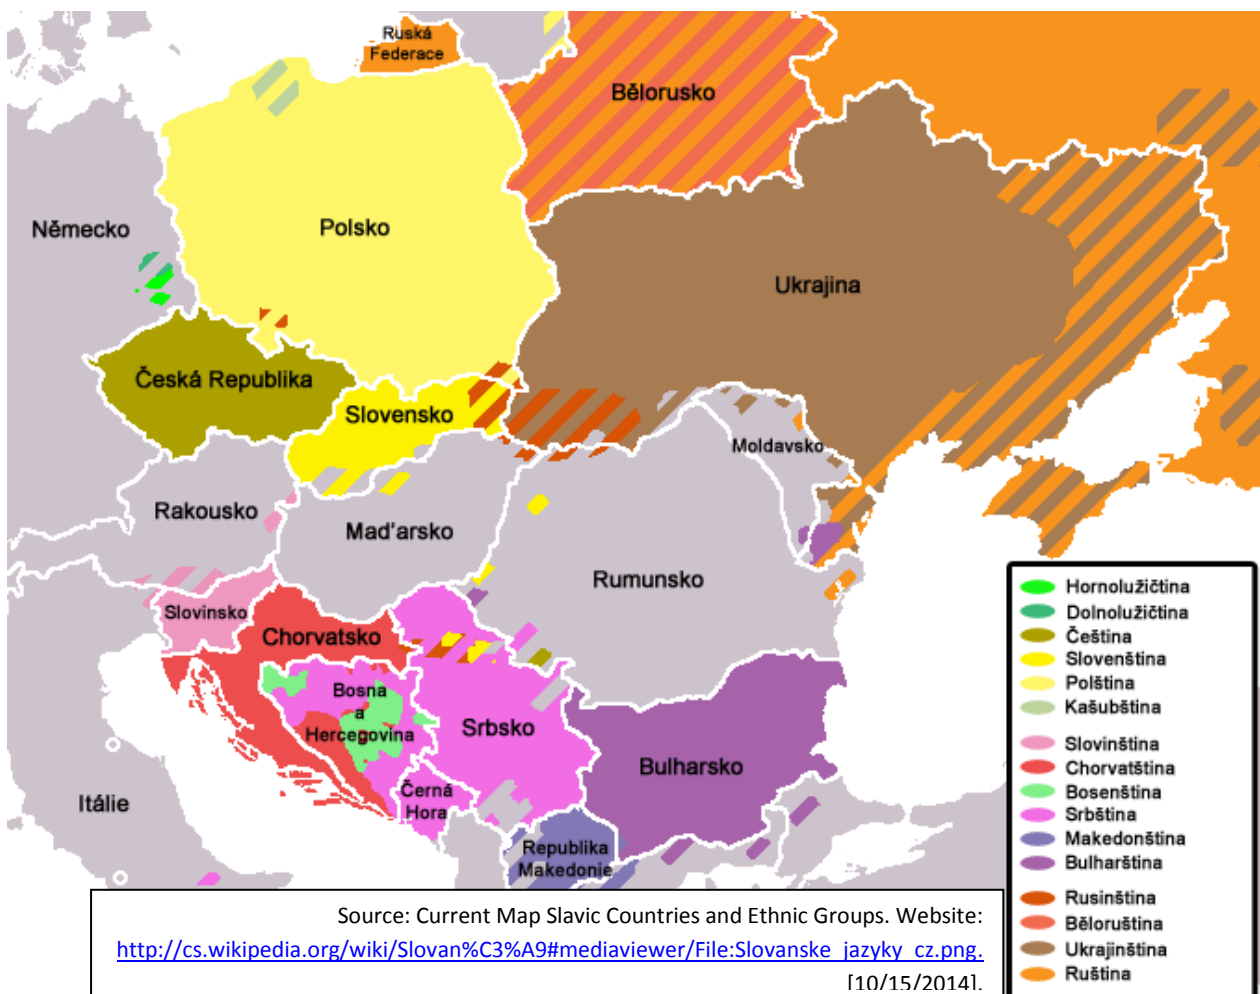 Ruská
Federace
Bělorusko
Polsko
Německo
Ukrajina
Česká Republika
Slovensko
Moldavsko
Rakousko
Mad'arsko
Rumunsko
Slovinsko
Chorvatsko
Bosna
a
Hercegovina
Srbsko
Černá
Hora
Bulharsko
Itálie
Republika
Makedonie
Hornolužičtina
Dolnolužičtina
Čeština
Slovenština
Polština
Kašubština
Slovinština
Chorvatština
Bosenština
Srbština
Makedonština
Bulharština
Rusinština
Běloruština
Ukrajinština
Ruština
Source: Current Map Slavic Countries and Ethnic Groups. Website:
http://cs.wikipedia.org/wiki/Slovan%C3%A9#mediaviewer/File:Slovanske_jazyky_cz.png.
[10/15/2014].